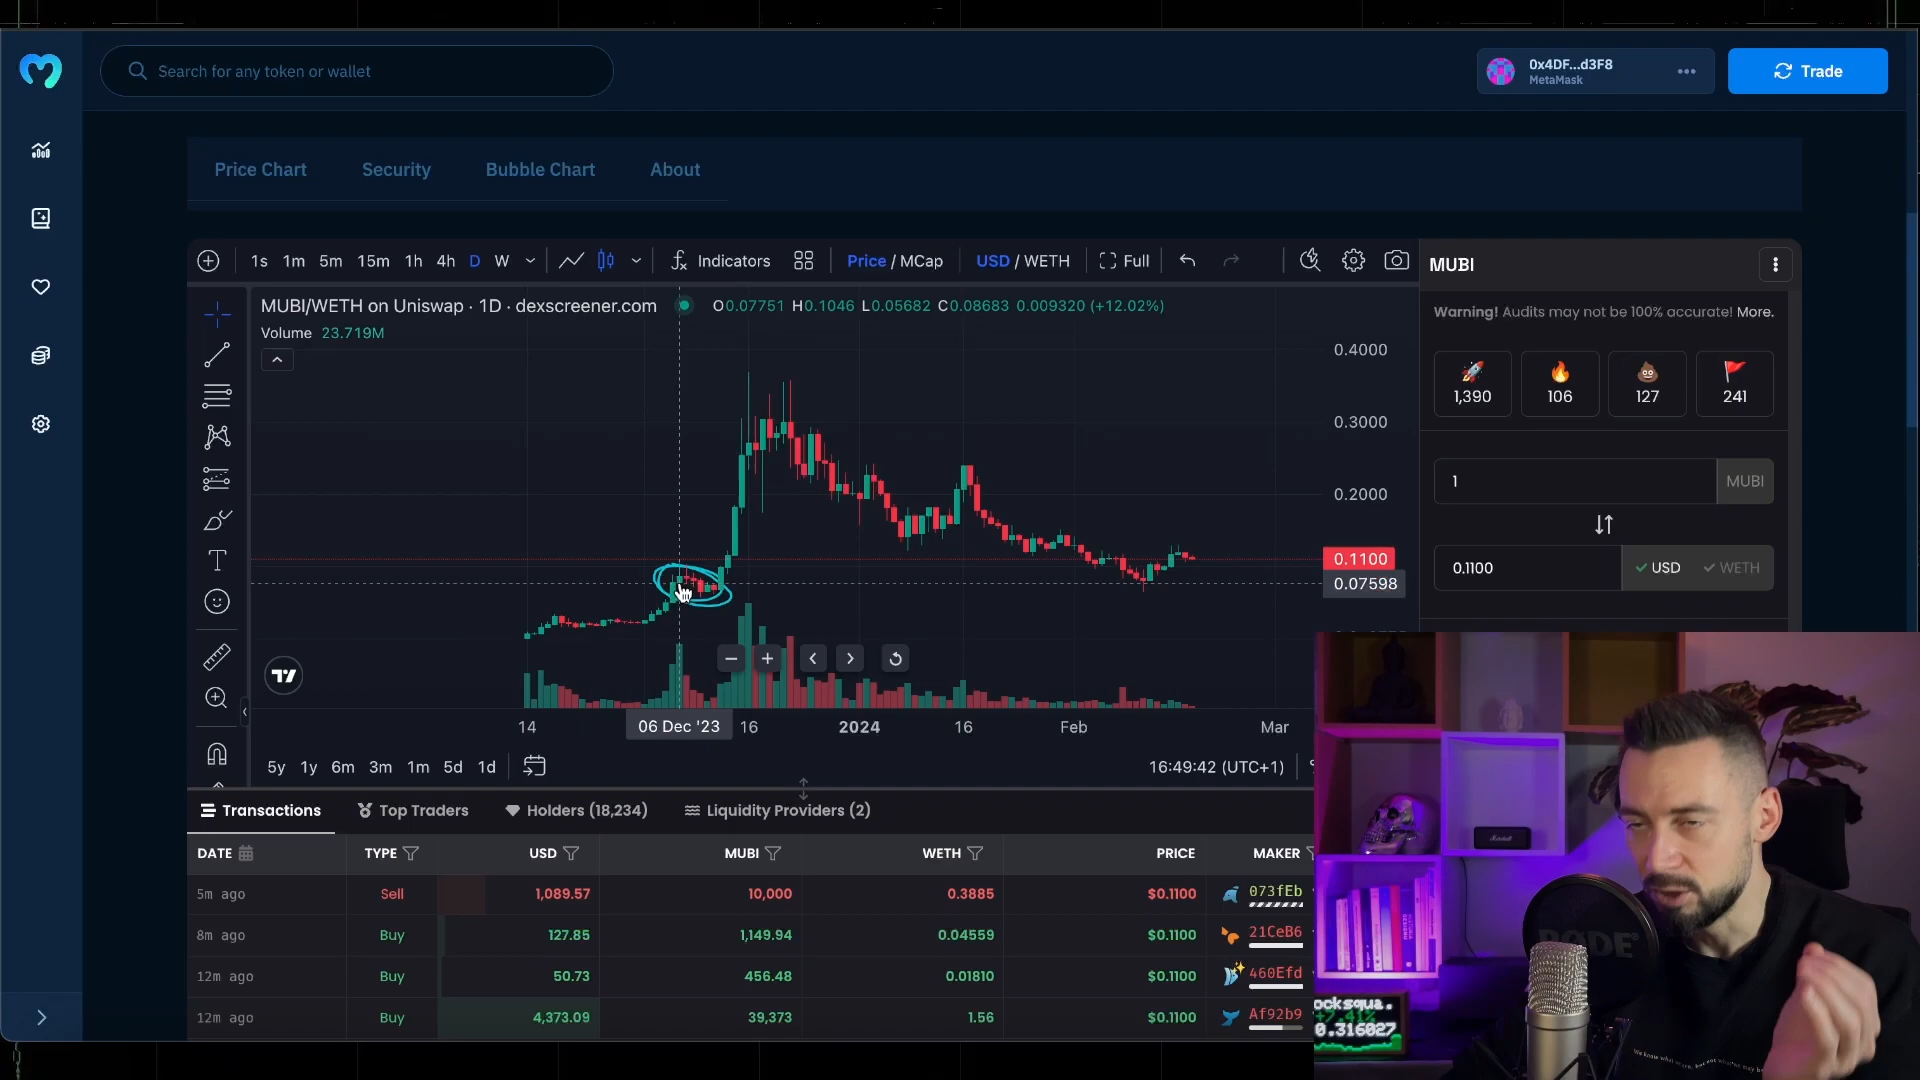 Search for any token or wallet
0x4DF...d3F8
MetaMask
Trade
Price Chart
Security
Bubble Chart
About
1s 1m 5m 15m 1h 4h D W
Indicators
Price / MCap
USD / WETH
Full
MUBI
MUBI/WETH on Uniswap · 1D · dexscreener.com
O0.07751 H0.1046 L0.05682 C0.08683 0.009320 (+12.02%)
Volume 23.719M
Warning! Audits may not be 100% accurate! More.
1,390
106
127
241
0.4000
0.3000
0.2000
0.1100
0.07598
1
MUBI
0.1100
USD
WETH
14
06 Dec '23
16
2024
16
Feb
Mar
5y 1y 6m 3m 1m 5d 1d
16:49:42 (UTC+1)
Transactions
Top Traders
Holders (18,234)
Liquidity Providers (2)
DATE TYPE USD MUBI WETH PRICE MAKER
5m ago Sell 1,089.57 10,000 0.3885 $0.1100 073fEb
8m ago Buy 127.85 1,149.94 0.04559 $0.1100 21CeB6
12m ago Buy 50.73 456.48 0.01810 $0.1100 460Efd
12m ago Buy 4,373.09 39,373 1.56 $0.1100 Af92b9
Marshall
RØDE
ocksqua.
+7.41%
0.316027